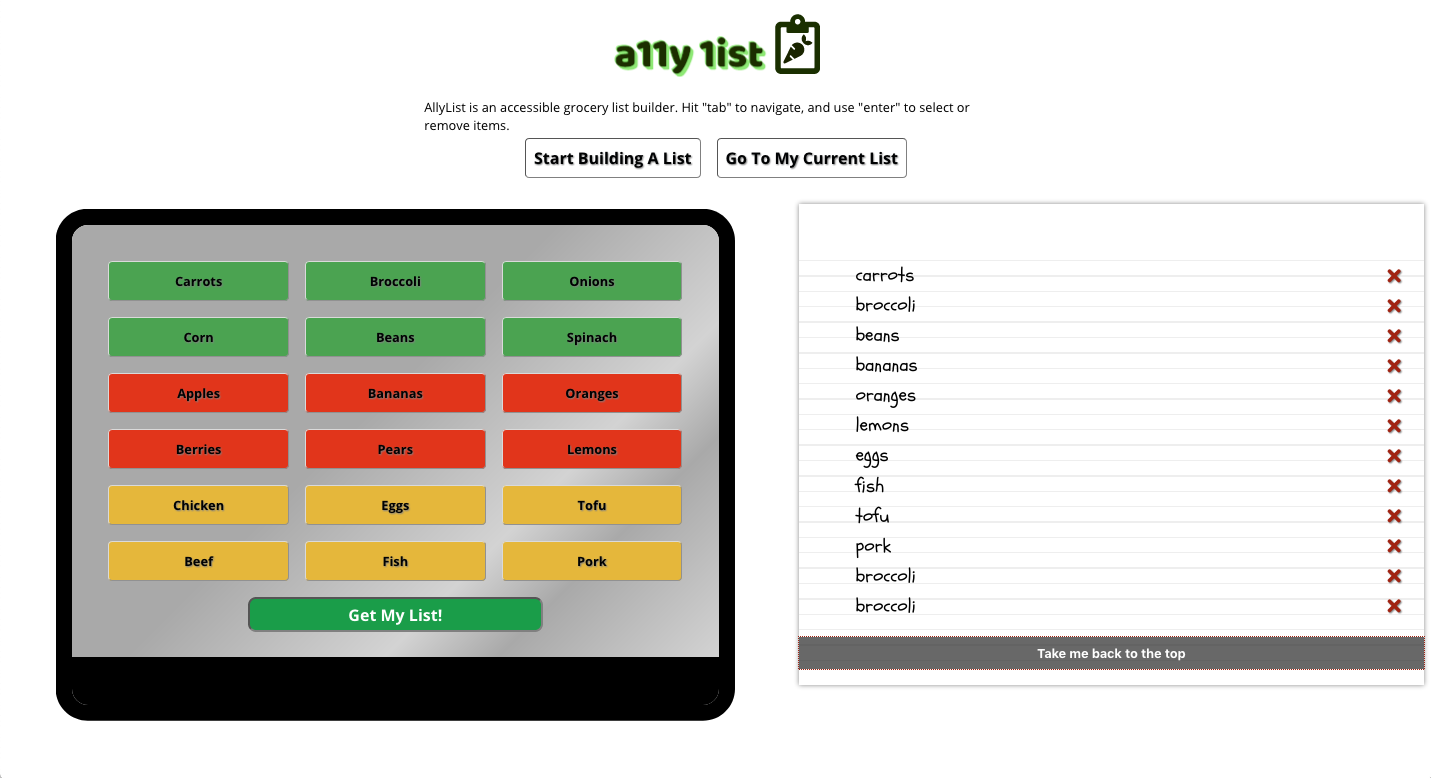 a11y 1ist
AllyList is an accessible grocery list builder. Hit "tab" to navigate, and use "enter" to select or
remove items.
Start Building A List Go To My Current List
Carrots Broccoli Onions
Corn Beans Spinach
Apples Bananas Oranges
Berries Pears Lemons
Chicken Eggs Tofu
Beef Fish Pork
Get My List!
carrots
broccoli
beans
bananas
oranges
lemons
eggs
fish
tofu
pork
broccoli
broccoli
Take me back to the top